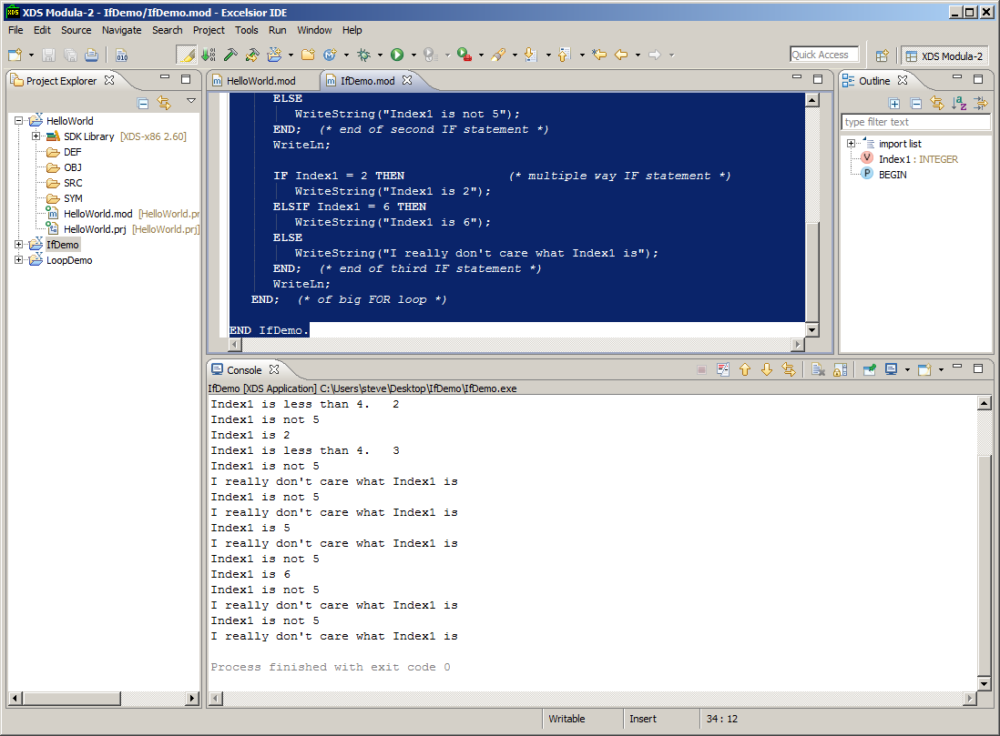 XDS Modula-2 - IfDemo/IfDemo.mod - Excelsior IDE
File Edit Source Navigate Search Project Tools Run Window Help
010
Quick Access
XDS Modula-2
Project Explorer
HelloWorld
SDK Library [XDS-x86 2.60]
DEF
OBJ
SRC
SYM
HelloWorld.mod [HelloWorld.pr
HelloWorld.prj [HelloWorld.prj]
IfDemo
LoopDemo
HelloWorld.mod
IfDemo.mod
ELSE
WriteString("Index1 is not 5");
END; (* end of second IF statement *)
WriteLn;
IF Index1 = 2 THEN (* multiple way IF statement *)
WriteString("Index1 is 2");
ELSIF Index1 = 6 THEN
WriteString("Index1 is 6");
ELSE
WriteString("I really don't care what Index1 is");
END; (* end of third IF statement *)
WriteLn;
END; (* of big FOR loop *)
END IfDemo.
Outline
type filter text
import list
Index1 : INTEGER
BEGIN
Console
IfDemo [XDS Application] C:\Users\steve\Desktop\IfDemo\IfDemo.exe
Index1 is less than 4. 2
Index1 is not 5
Index1 is 2
Index1 is less than 4. 3
Index1 is not 5
I really don't care what Index1 is
Index1 is not 5
I really don't care what Index1 is
Index1 is 5
I really don't care what Index1 is
Index1 is not 5
Index1 is 6
Index1 is not 5
I really don't care what Index1 is
Index1 is not 5
I really don't care what Index1 is
Process finished with exit code 0
Writable
Insert
34 : 12